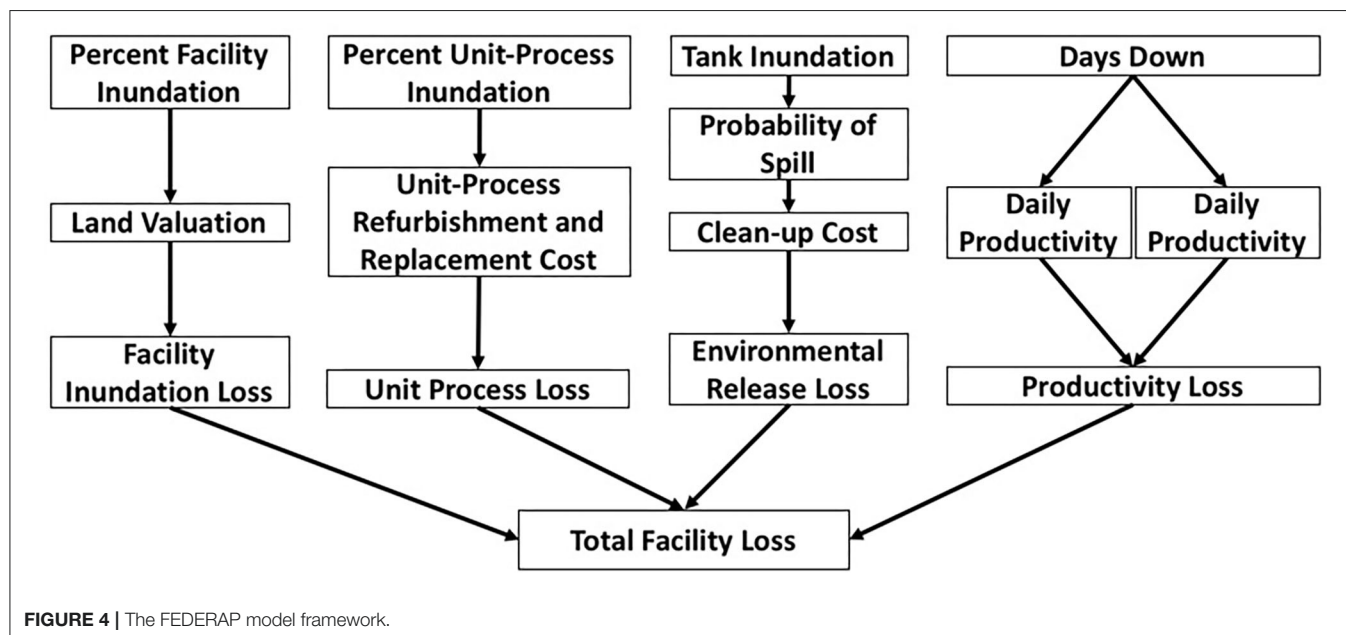 Percent Facility
Inundation
Land Valuation
Facility
Inundation Loss
Percent Unit-Process
Inundation
Unit-Process
Refurbishment and
Replacement Cost
Unit Process Loss
Tank Inundation
Probability of
Spill
Clean-up Cost
Environmental
Release Loss
Days Down
Daily
Productivity
Daily
Productivity
Productivity Loss
Total Facility Loss
FIGURE 4 | The FEDERAP model framework.